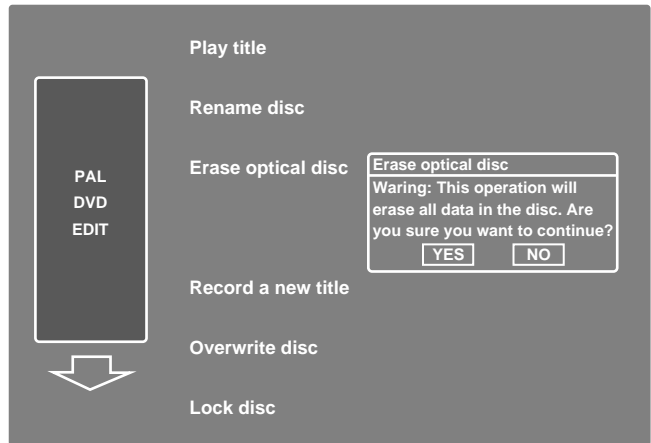 Play title
Rename disc
Erase optical disc
PAL
DVD
EDIT
Erase optical disc
Waring: This operation will
erase all data in the disc. Are
you sure you want to continue?
YES NO
Record a new title
Overwrite disc
Lock disc